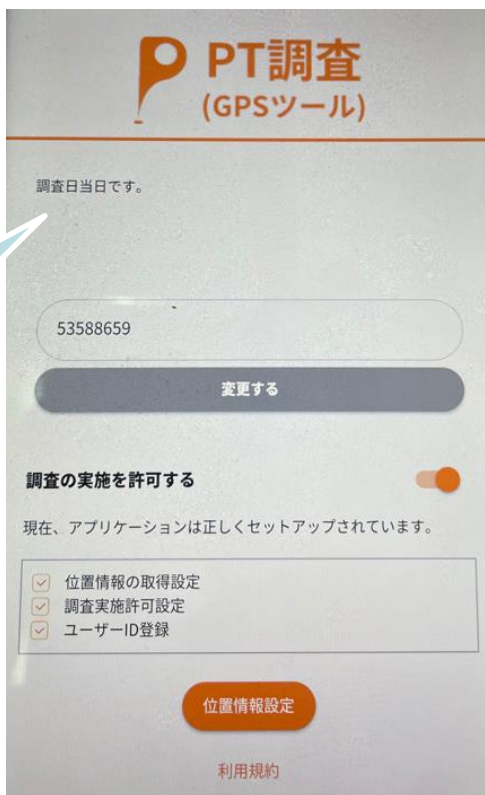 PT調査
(GPSツール)
調査日当日です。
53588659
変更する
調査の実施を許可する
現在、アプリケーションは正しくセットアップされています。
位置情報の取得設定
調査実施許可設定
ユーザーID登録
位置情報設定
利用規約